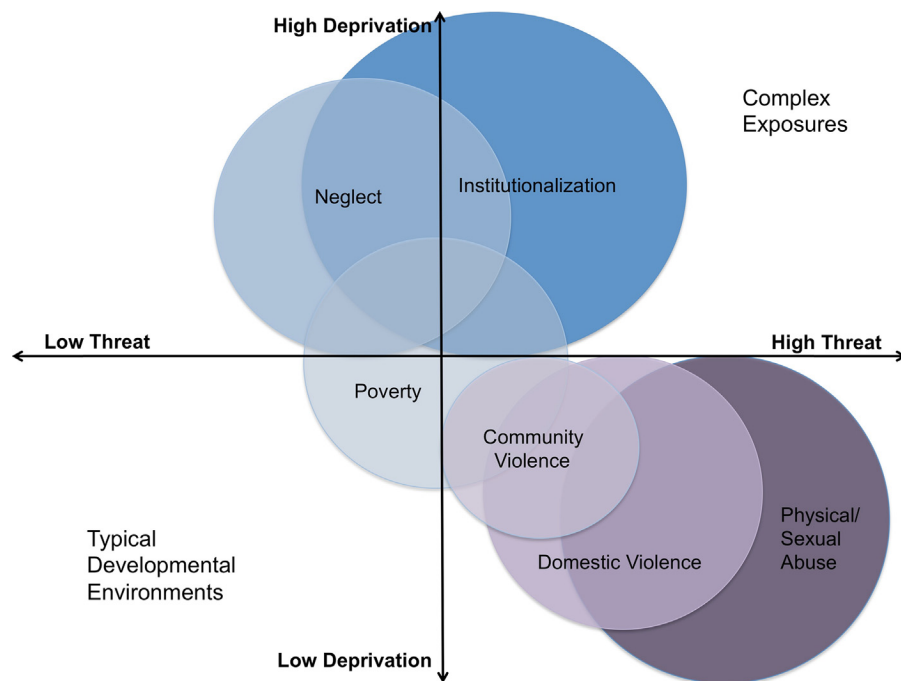 High Deprivation
Complex
Exposures
Neglect
Institutionalization
Low Threat
High Threat
Poverty
Community
Violence
Physical/
Sexual
Abuse
Typical
Developmental
Environments
Domestic Violence
Low Deprivation